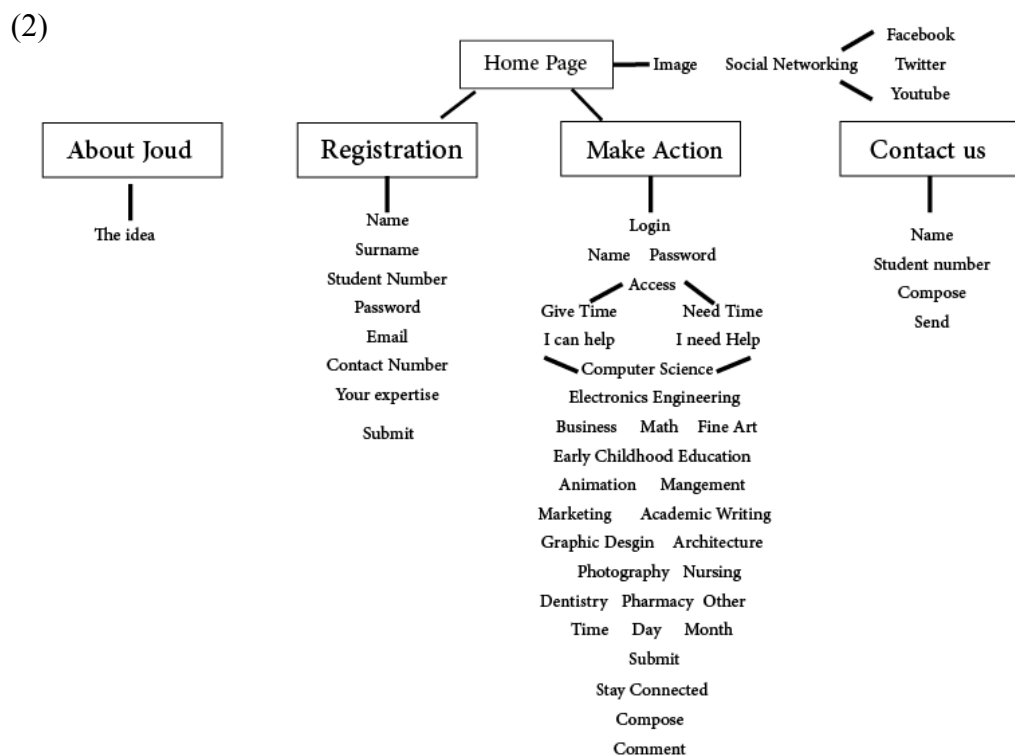 (2)
Home Page
Image
Social Networking
Facebook
Twitter
Youtube
About Joud
The idea
Registration
Name
Surname
Student Number
Password
Email
Contact Number
Your expertise
Submit
Make Action
Login
Name Password
Access
Give Time Need Time
I can help I need Help
Computer Science
Electronics Engineering
Business Math Fine Art
Early Childhood Education
Animation Mangement
Marketing Academic Writing
Graphic Desgin Architecture
Photography Nursing
Dentistry Pharmacy Other
Time Day Month
Submit
Stay Connected
Compose
Comment
Contact us
Name
Student number
Compose
Send